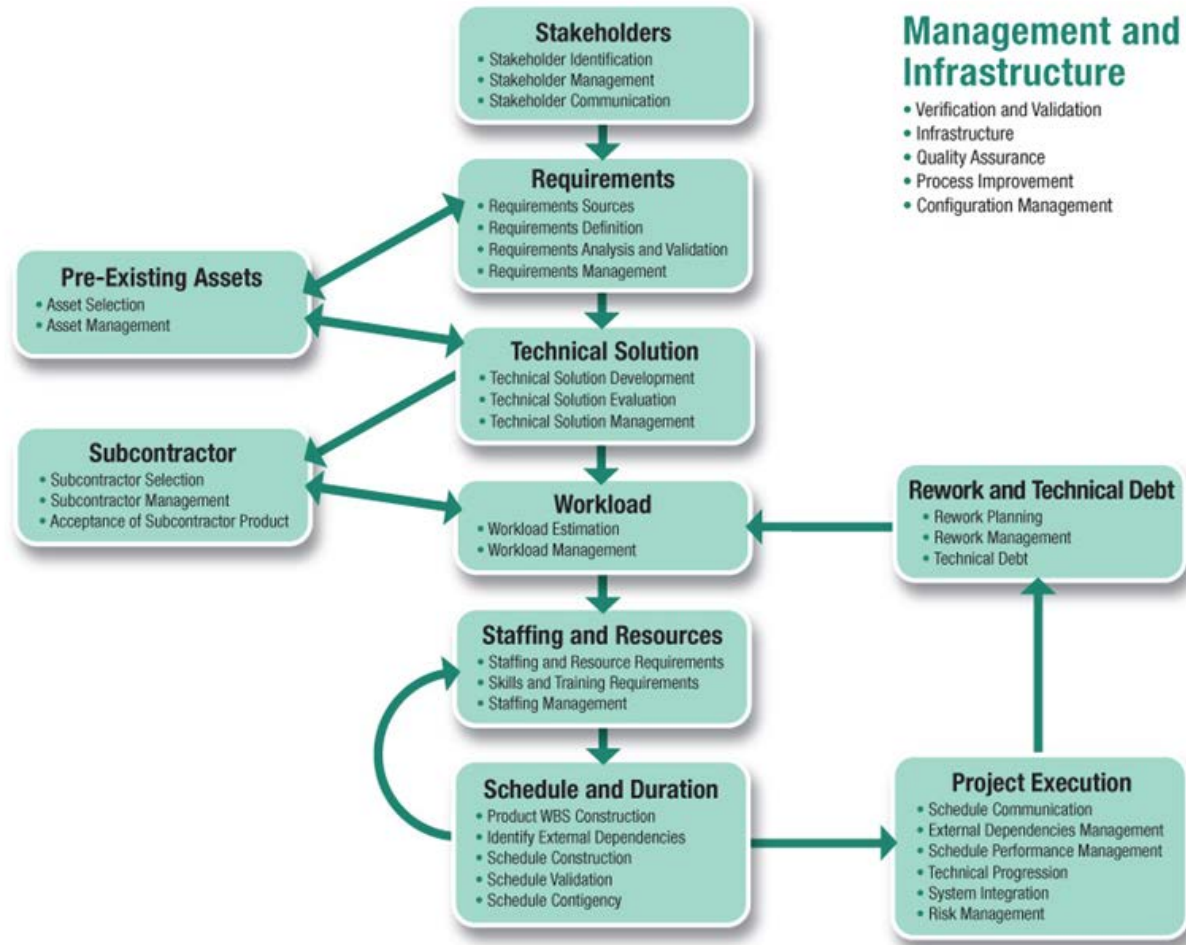 Stakeholders
• Stakeholder Identification
• Stakeholder Management
• Stakeholder Communication
Management and
Infrastructure
• Verification and Validation
• Infrastructure
• Quality Assurance
• Process Improvement
• Configuration Management
Requirements
• Requirements Sources
• Requirements Definition
• Requirements Analysis and Validation
• Requirements Management
Pre-Existing Assets
• Asset Selection
• Asset Management
Technical Solution
• Technical Solution Development
• Technical Solution Evaluation
• Technical Solution Management
Subcontractor
• Subcontractor Selection
• Subcontractor Management
• Acceptance of Subcontractor Product
Workload
• Workload Estimation
• Workload Management
Rework and Technical Debt
• Rework Planning
• Rework Management
• Technical Debt
Staffing and Resources
• Staffing and Resource Requirements
• Skills and Training Requirements
• Staffing Management
Schedule and Duration
• Product WBS Construction
• Identify External Dependencies
• Schedule Construction
• Schedule Validation
• Schedule Contigency
Project Execution
• Schedule Communication
• External Dependencies Management
• Schedule Performance Management
• Technical Progression
• System Integration
• Risk Management